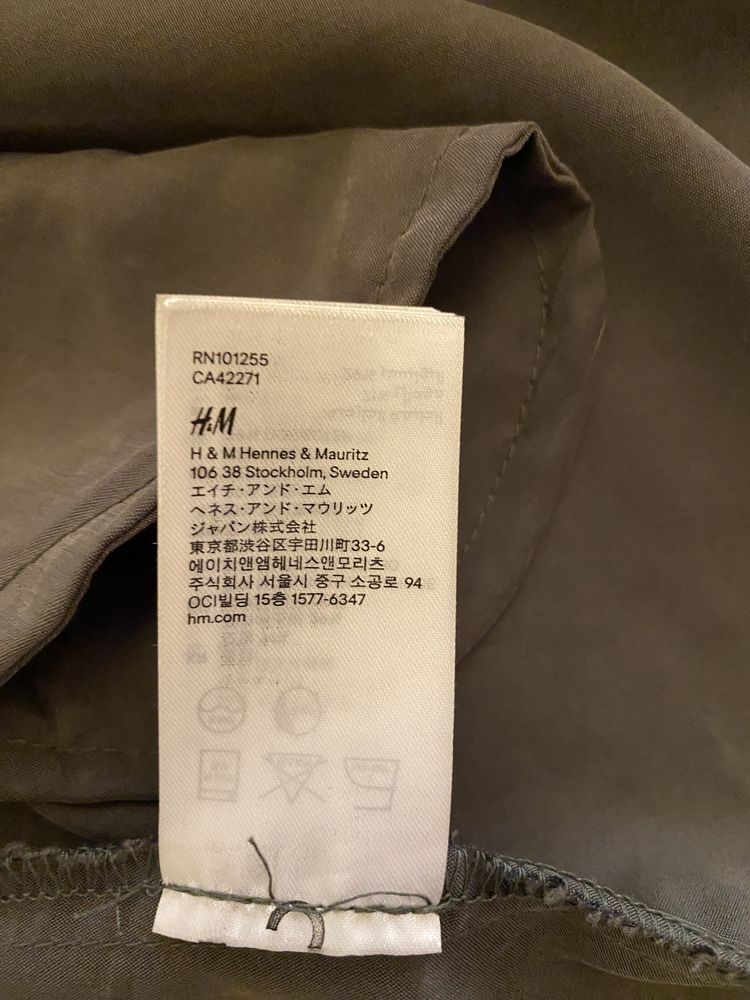 RN101255
CA42271
H&M
H & M Hennes & Mauritz
106 38 Stockholm, Sweden
エイチ・アンド・エム
ヘネス・アンド・マウリッツ
ジャパン株式会社
東京都渋谷区宇田川町33-6
에이치앤엠헤네스앤모리츠
주식회사 서울시 중구 소공로 94
OCI빌딩 15층 1577-6347
hm.com